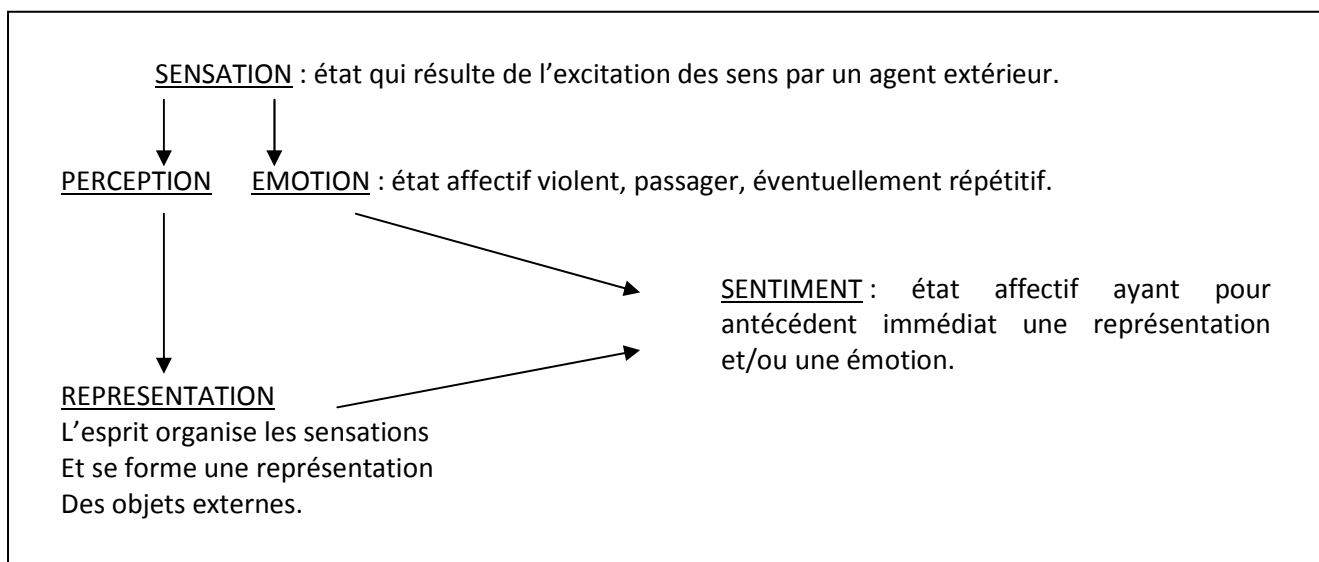 SENSATION : état qui résulte de l’excitation des sens par un agent extérieur.
PERCEPTION EMOTION : état affectif violent, passager, éventuellement répétitif.
SENTIMENT : état affectif ayant pour
antécédent immédiat une représentation
et/ou une émotion.
REPRESENTATION
L’esprit organise les sensations
Et se forme une représentation
Des objets externes.